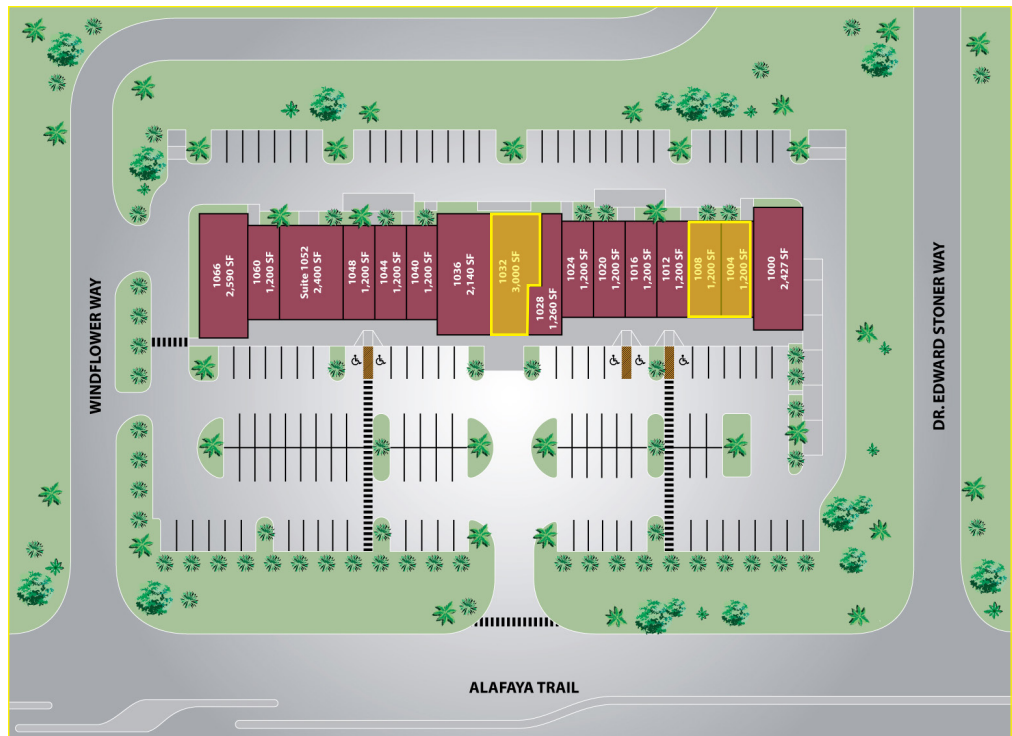 1066
2,590 SF
1060
1,200 SF
Suite 1052
2,400 SF
1048
1,200 SF
1044
1,200 SF
1040
1,200 SF
1036
2,140 SF
1032
3,000 SF
1028
1,260 SF
1024
1,200 SF
1020
1,200 SF
1016
1,200 SF
1012
1,200 SF
1008
1,200 SF
1004
1,200 SF
1000
2,427 SF
WINDFLOWER WAY
DR. EDWARD STONER WAY
ALAFAYA TRAIL